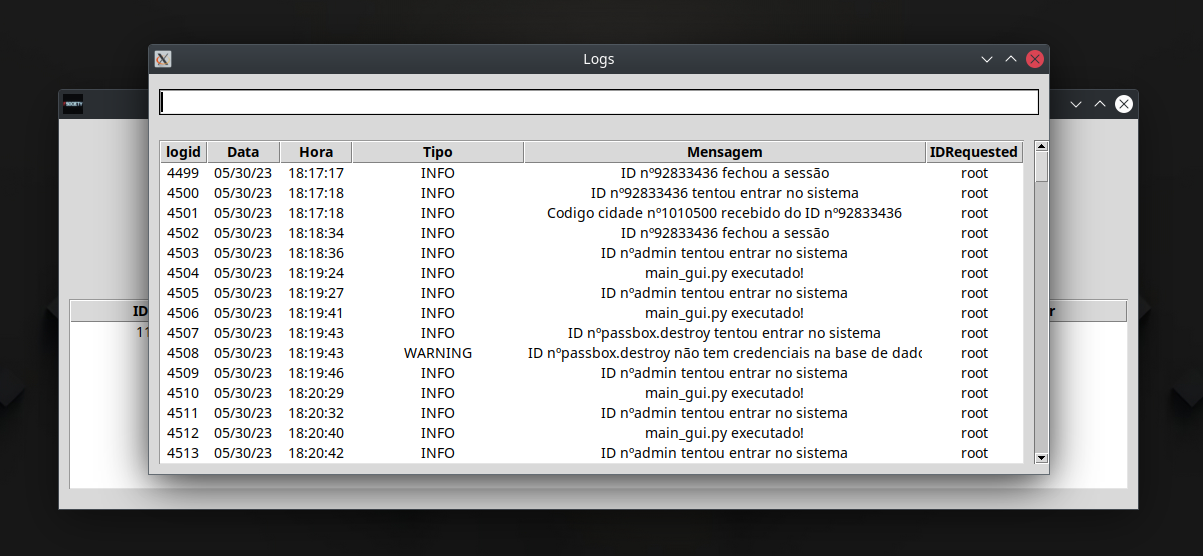 Logs
logid Data Hora Tipo Mensagem IDRequested
4499 05/30/23 18:17:17 INFO ID nº92833436 fechou a sessão root
4500 05/30/23 18:17:18 INFO ID nº92833436 tentou entrar no sistema root
4501 05/30/23 18:17:18 INFO Codigo cidade nº1010500 recebido do ID nº92833436 root
4502 05/30/23 18:18:34 INFO ID nº92833436 fechou a sessão root
4503 05/30/23 18:18:36 INFO ID nºadmin tentou entrar no sistema root
4504 05/30/23 18:19:24 INFO main_gui.py executado! root
4505 05/30/23 18:19:27 INFO ID nºadmin tentou entrar no sistema root
4506 05/30/23 18:19:41 INFO main_gui.py executado! root
4507 05/30/23 18:19:43 INFO ID nºpassbox.destroy tentou entrar no sistema root
4508 05/30/23 18:19:43 WARNING ID nºpassbox.destroy não tem credenciais na base de dadc root
4509 05/30/23 18:19:46 INFO ID nºadmin tentou entrar no sistema root
4510 05/30/23 18:20:29 INFO main_gui.py executado! root
4511 05/30/23 18:20:32 INFO ID nºadmin tentou entrar no sistema root
4512 05/30/23 18:20:40 INFO main_gui.py executado! root
4513 05/30/23 18:20:42 INFO ID nºadmin tentou entrar no sistema root
ID r
11